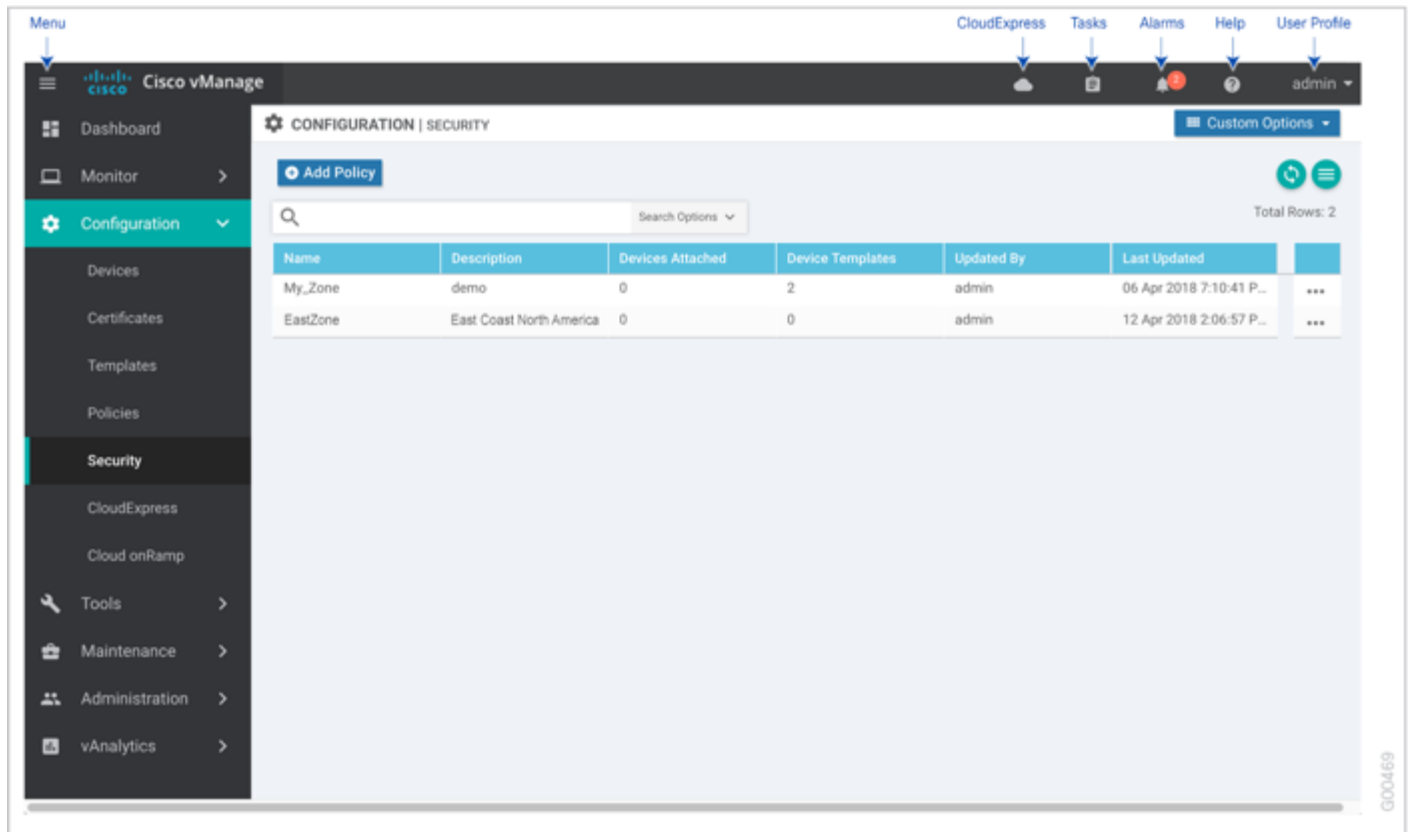 Menu CloudExpress Tasks Alarms Help User Profile
cisco Cisco vManage 2 admin
Dashboard
Monitor
Configuration
Devices
Certificates
Templates
Policies
Security
CloudExpress
Cloud onRamp
Tools
Maintenance
Administration
vAnalytics
CONFIGURATION | SECURITY Custom Options
Add Policy
Search Options Total Rows: 2
Name Description Devices Attached Device Templates Updated By Last Updated
My_Zone demo 0 2 admin 06 Apr 2018 7:10:41 P... •••
EastZone East Coast North America 0 0 admin 12 Apr 2018 2:06:57 P... •••
G00469